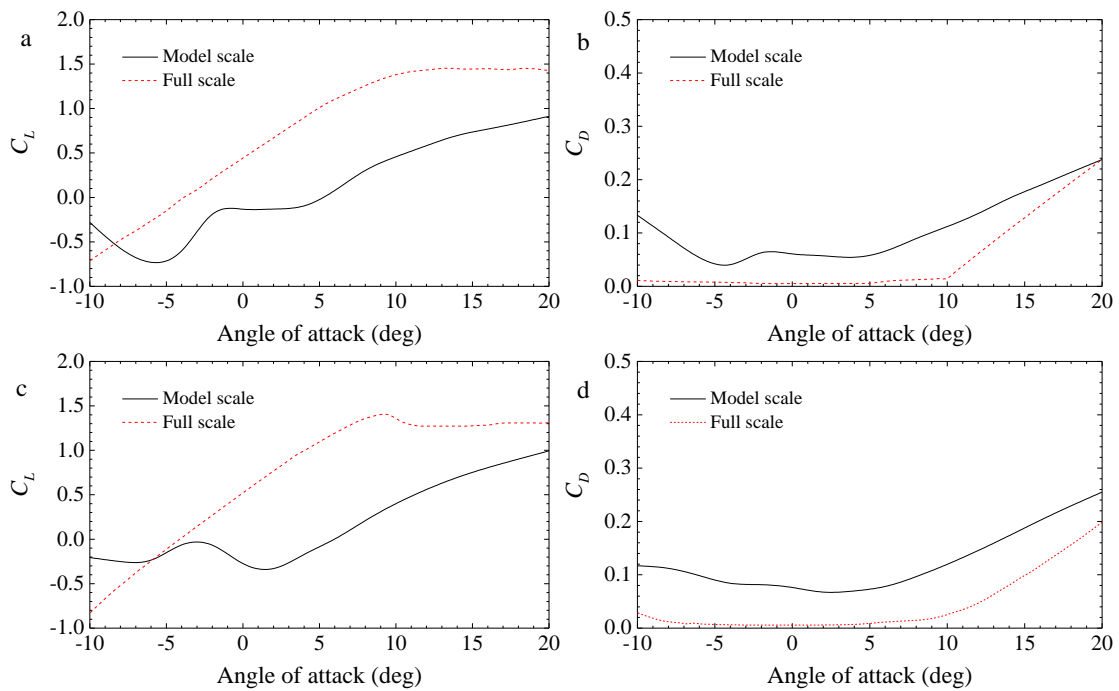 a
2.0
1.5
1.0
0.5
0.0
-0.5
-1.0
C_L
Model scale
Full scale
-10 -5 0 5 10 15 20
Angle of attack (deg)
b
0.5
0.4
0.3
0.2
0.1
0.0
C_D
Model scale
Full scale
-10 -5 0 5 10 15 20
Angle of attack (deg)
c
2.0
1.5
1.0
0.5
0.0
-0.5
-1.0
C_L
Model scale
Full scale
-10 -5 0 5 10 15 20
Angle of attack (deg)
d
0.5
0.4
0.3
0.2
0.1
0.0
C_D
Model scale
Full scale
-10 -5 0 5 10 15 20
Angle of attack (deg)